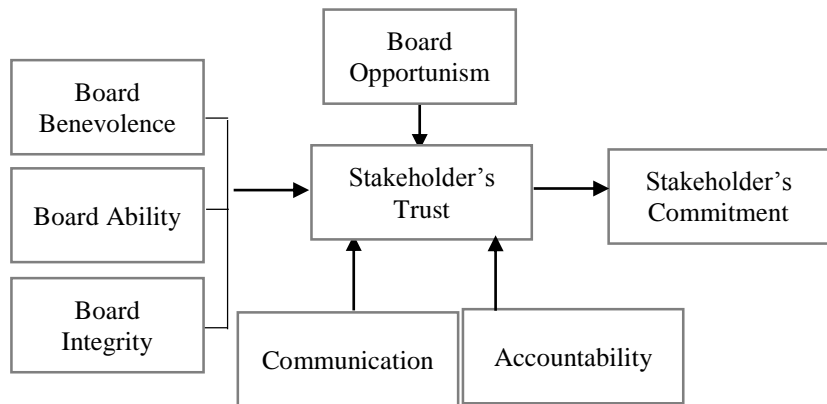 Board
Opportunism
Board
Benevolence
Stakeholder’s
Trust
Stakeholder’s
Commitment
Board Ability
Board
Integrity
Communication
Accountability